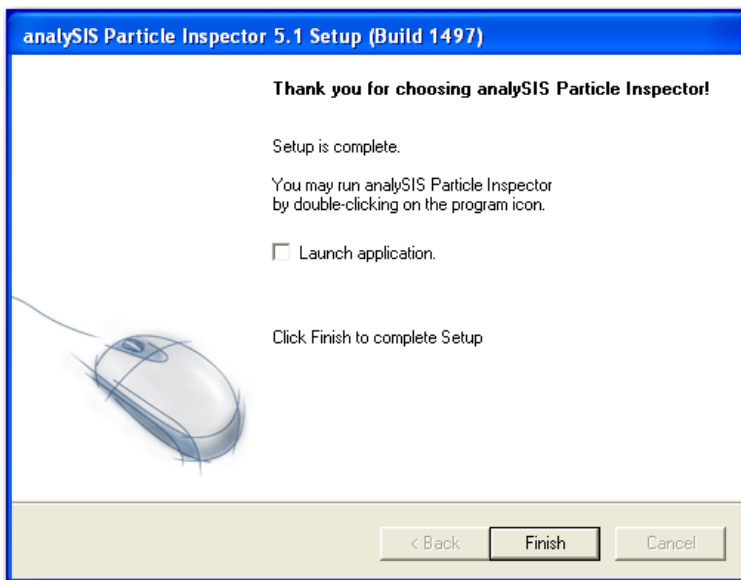 analySIS Particle Inspector 5.1 Setup (Build 1497)
Thank you for choosing analySIS Particle Inspector!
Setup is complete.
You may run analySIS Particle Inspector
by double-clicking on the program icon.
Launch application.
Click Finish to complete Setup
< Back Finish Cancel